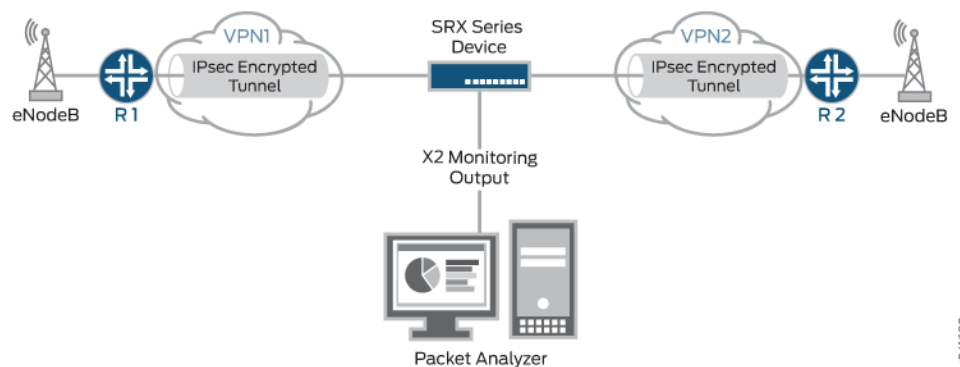 SRX Series
Device
VPN1
VPN2
IPsec Encrypted
Tunnel
IPsec Encrypted
Tunnel
eNodeB
R1
R2
eNodeB
X2 Monitoring
Output
Packet Analyzer